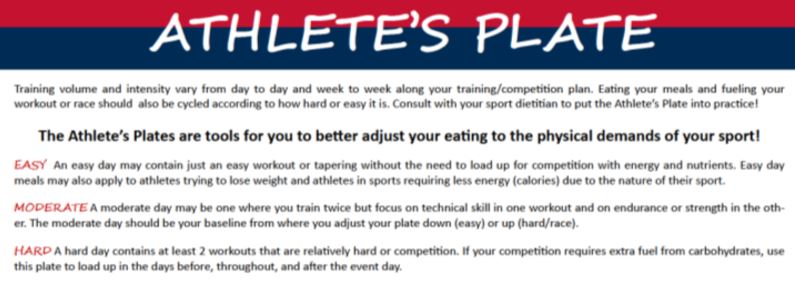 ATHLETE'S PLATE
Training volume and intensity vary from day to day and week to week along your training/competition plan. Eating your meals and fueling your
workout or race should also be cycled according to how hard or easy it is. Consult with your sport dietitian to put the Athlete's Plate into practice!
The Athlete's Plates are tools for you to better adjust your eating to the physical demands of your sport!
EASY An easy day may contain just an easy workout or tapering without the need to load up for competition with energy and nutrients. Easy day
meals may also apply to athletes trying to lose weight and athletes in sports requiring less energy (calories) due to the nature of their sport.
MODERATE A moderate day may be one where you train twice but focus on technical skill in one workout and on endurance or strength in the oth-
er. The moderate day should be your baseline from where you adjust your plate down (easy) or up (hard/race).
HARD A hard day contains at least 2 workouts that are relatively hard or competition. If your competition requires extra fuel from carbohydrates, use
this plate to load up in the days before, throughout, and after the event day.